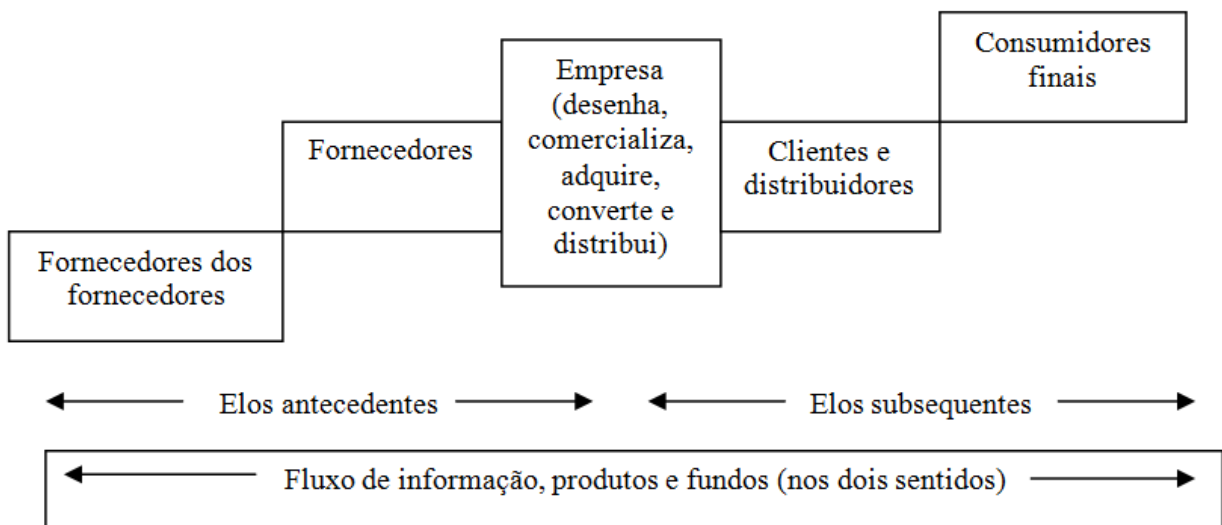 Fornecedores dos
fornecedores
Fornecedores
Empresa
(desenha,
comercializa,
adquire,
converte e
distribui)
Clientes e
distribuidores
Consumidores
finais
Elos antecedentes
Elos subsequentes
Fluxo de informação, produtos e fundos (nos dois sentidos)